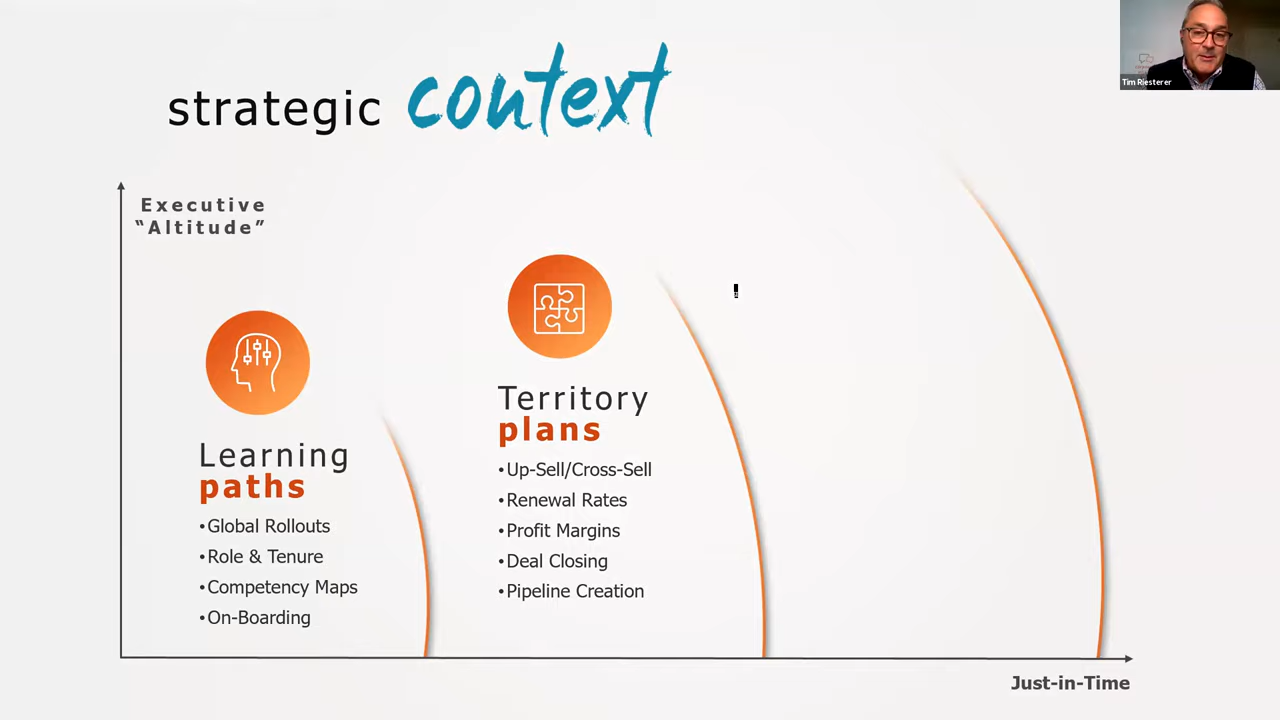 strategic context
Executive
“Altitude”
Learning
paths
•Global Rollouts
•Role & Tenure
•Competency Maps
•On-Boarding
Territory
plans
•Up-Sell/Cross-Sell
•Renewal Rates
•Profit Margins
•Deal Closing
•Pipeline Creation
Just-in-Time
Tim Riesterer